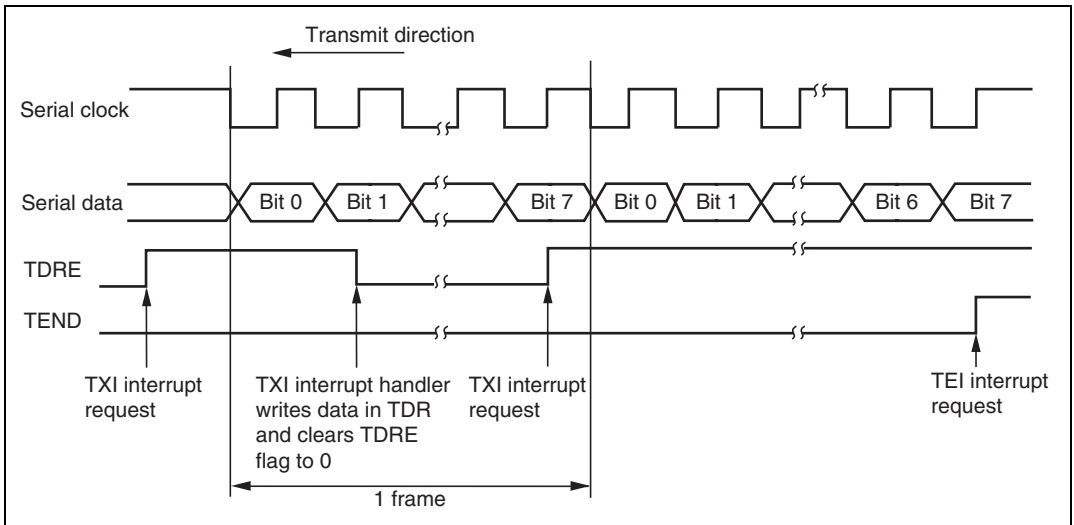 Transmit direction
Serial clock
Serial data
Bit 0
Bit 1
Bit 7
Bit 0
Bit 1
Bit 6
Bit 7
TDRE
TEND
TXI interrupt
request
TXI interrupt handler
writes data in TDR
and clears TDRE
flag to 0
TXI interrupt
request
TEI interrupt
request
1 frame